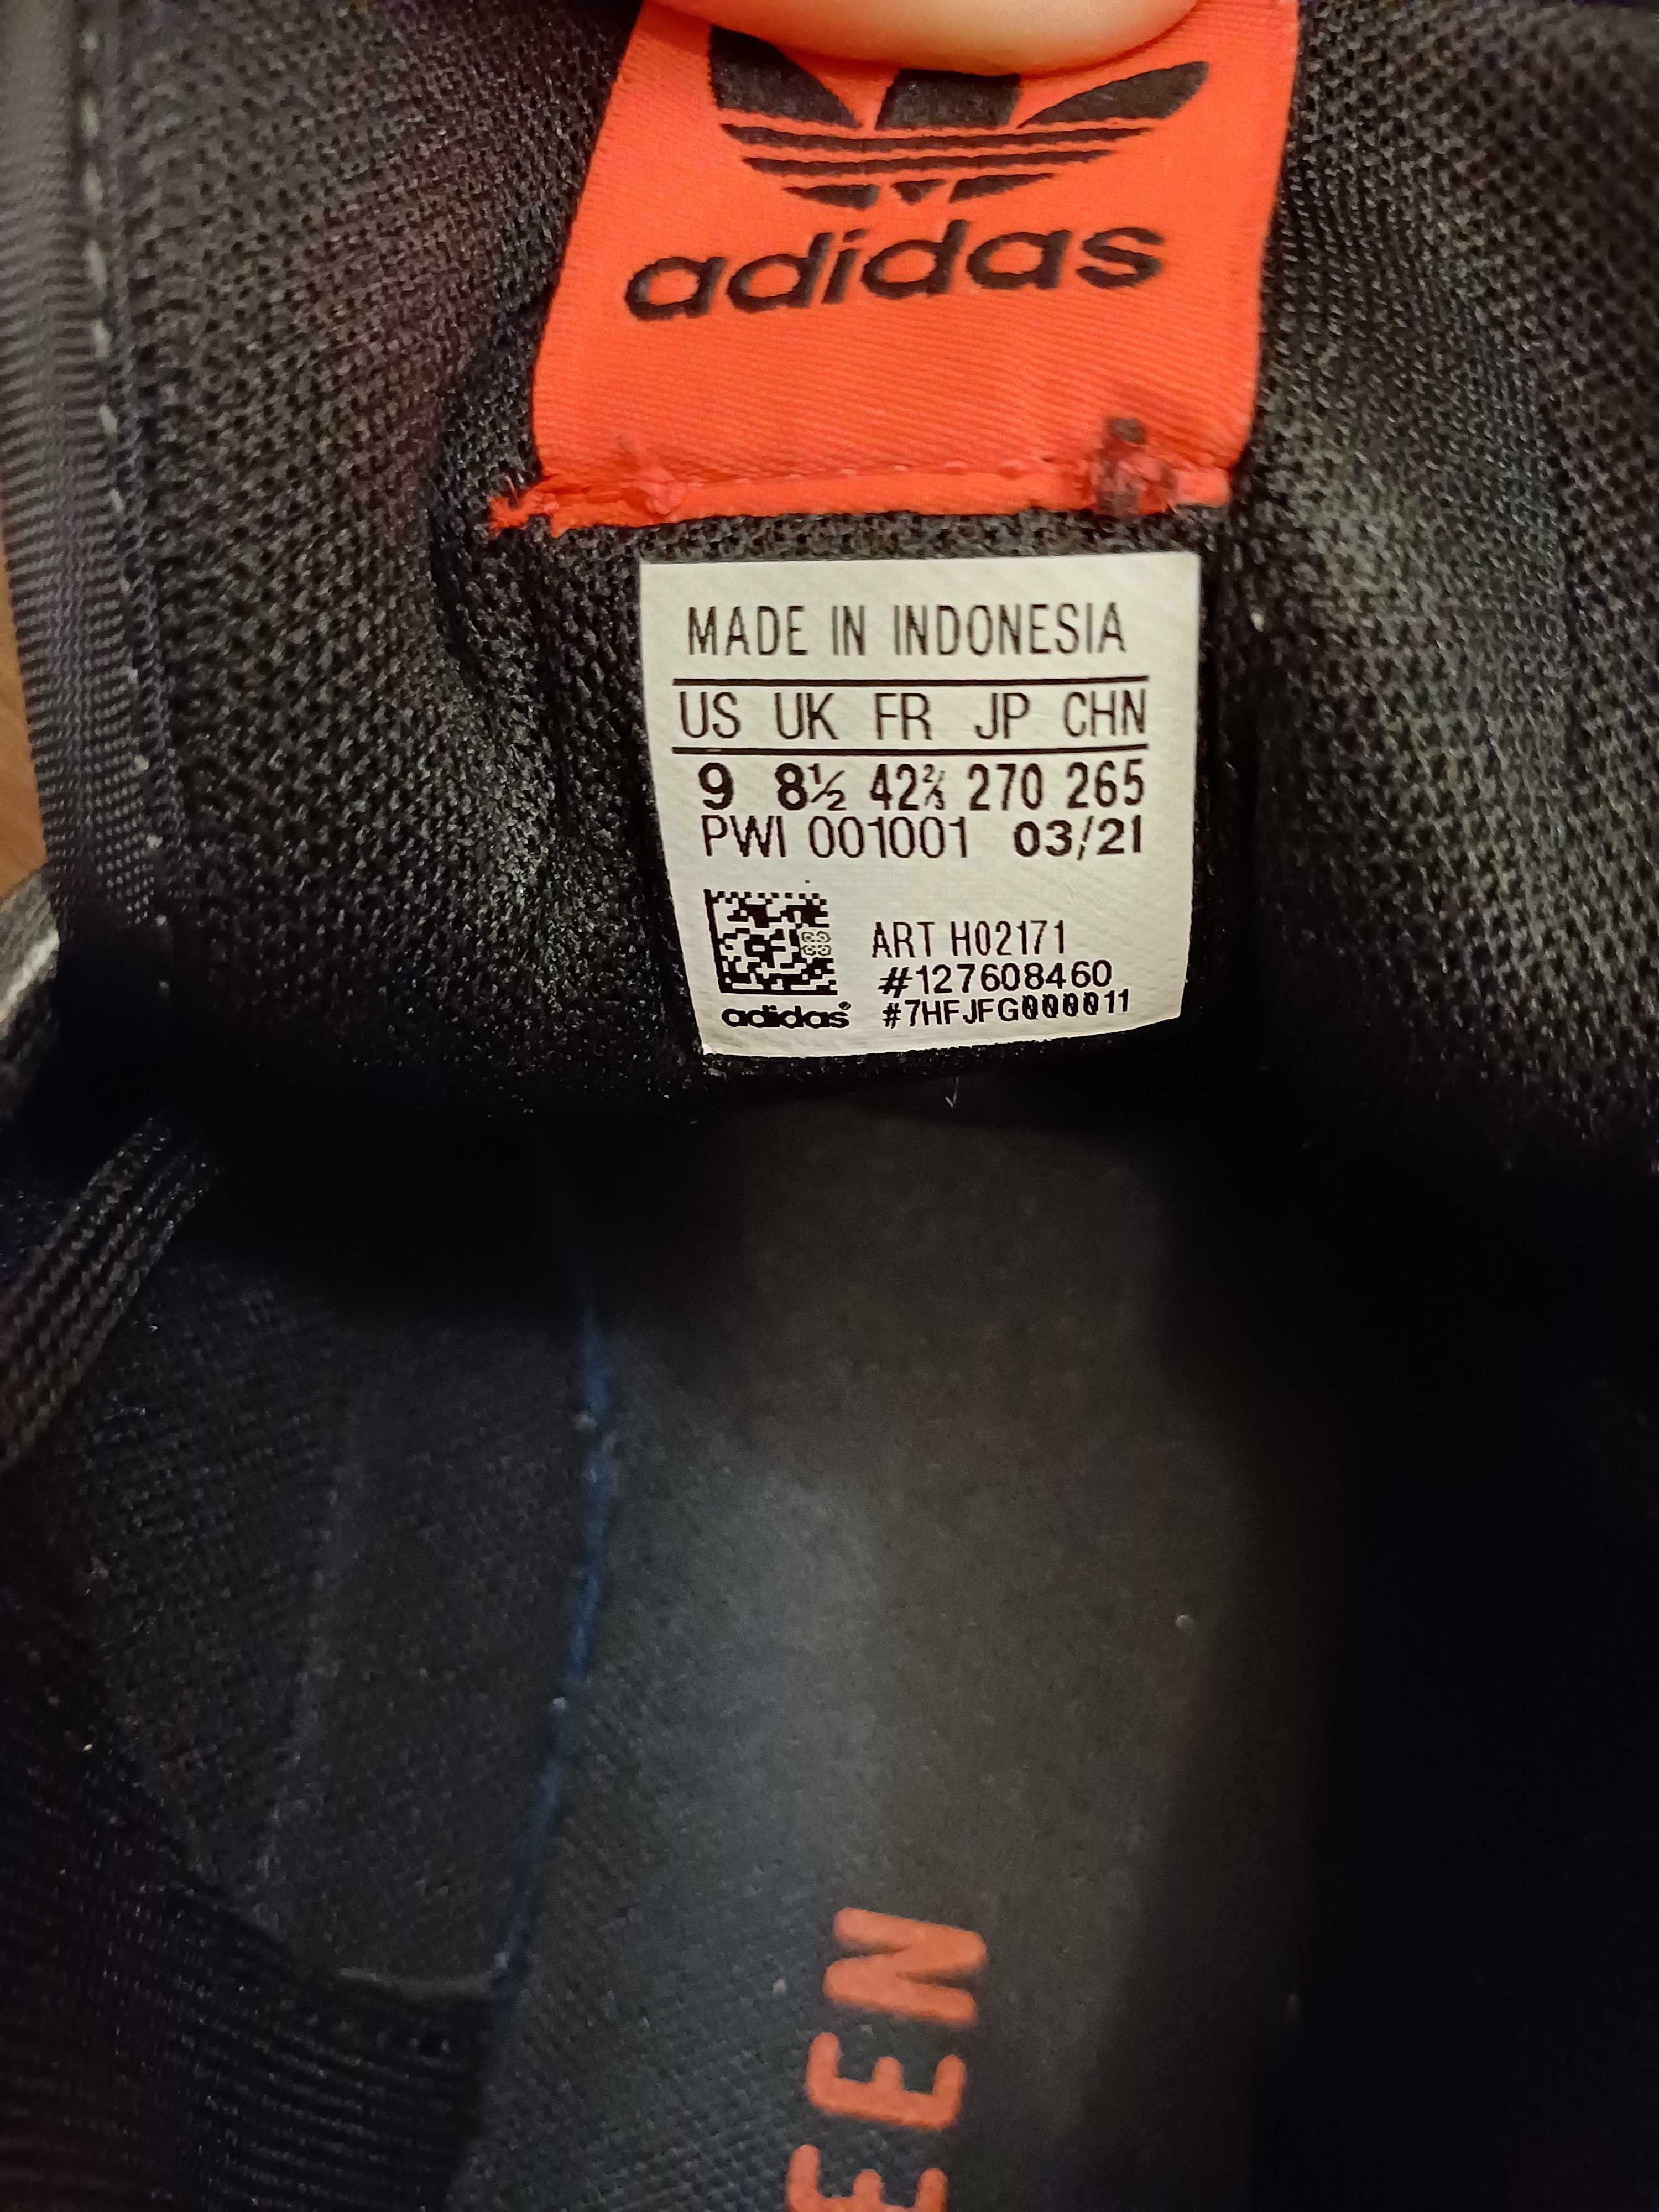 adidas
MADE IN INDONESIA
US UK FR JP CHN
9 8½ 42⅔ 270 265
PWI 001001 03/21
ART H02171
#127608460
adidas® #7HFJFG000011
EEN